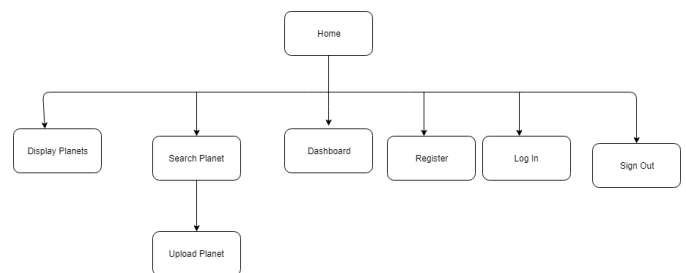 Home
Display Planets
Search Planet
Dashboard
Register
Log In
Sign Out
Upload Planet